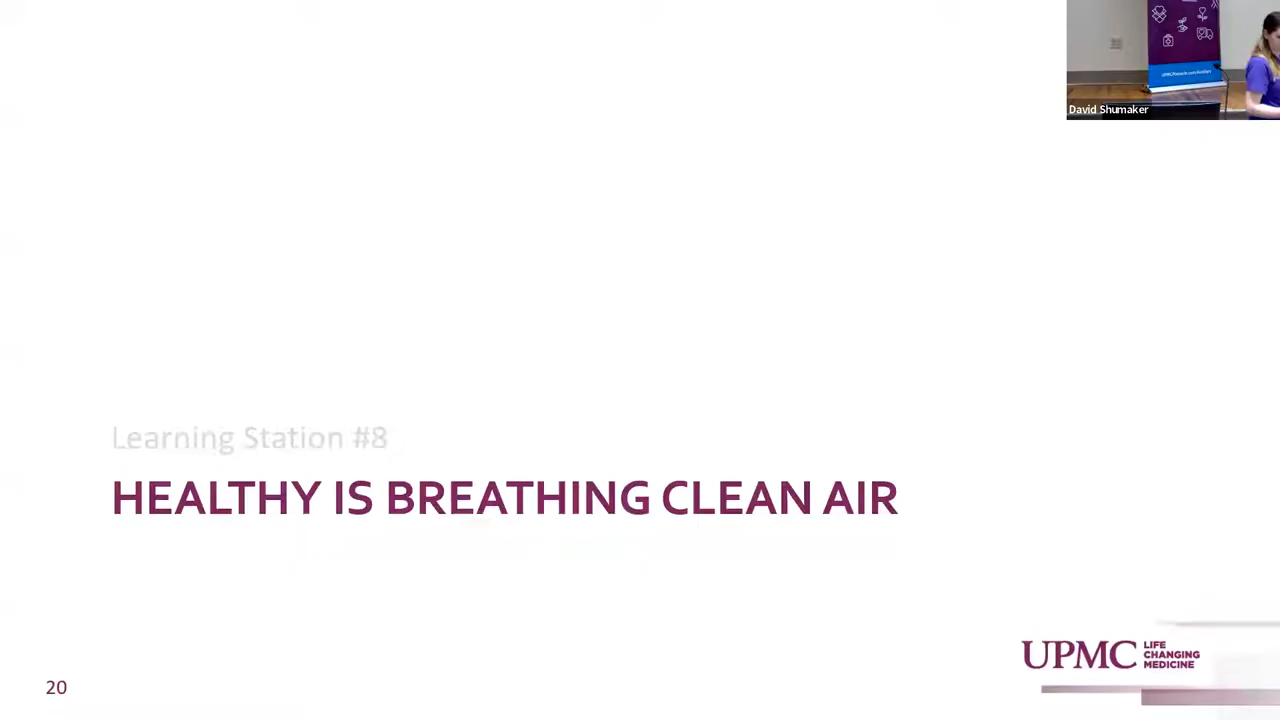 David Shumaker
Learning Station #8
HEALTHY IS BREATHING CLEAN AIR
UPMC LIFE
CHANGING
MEDICINE
20